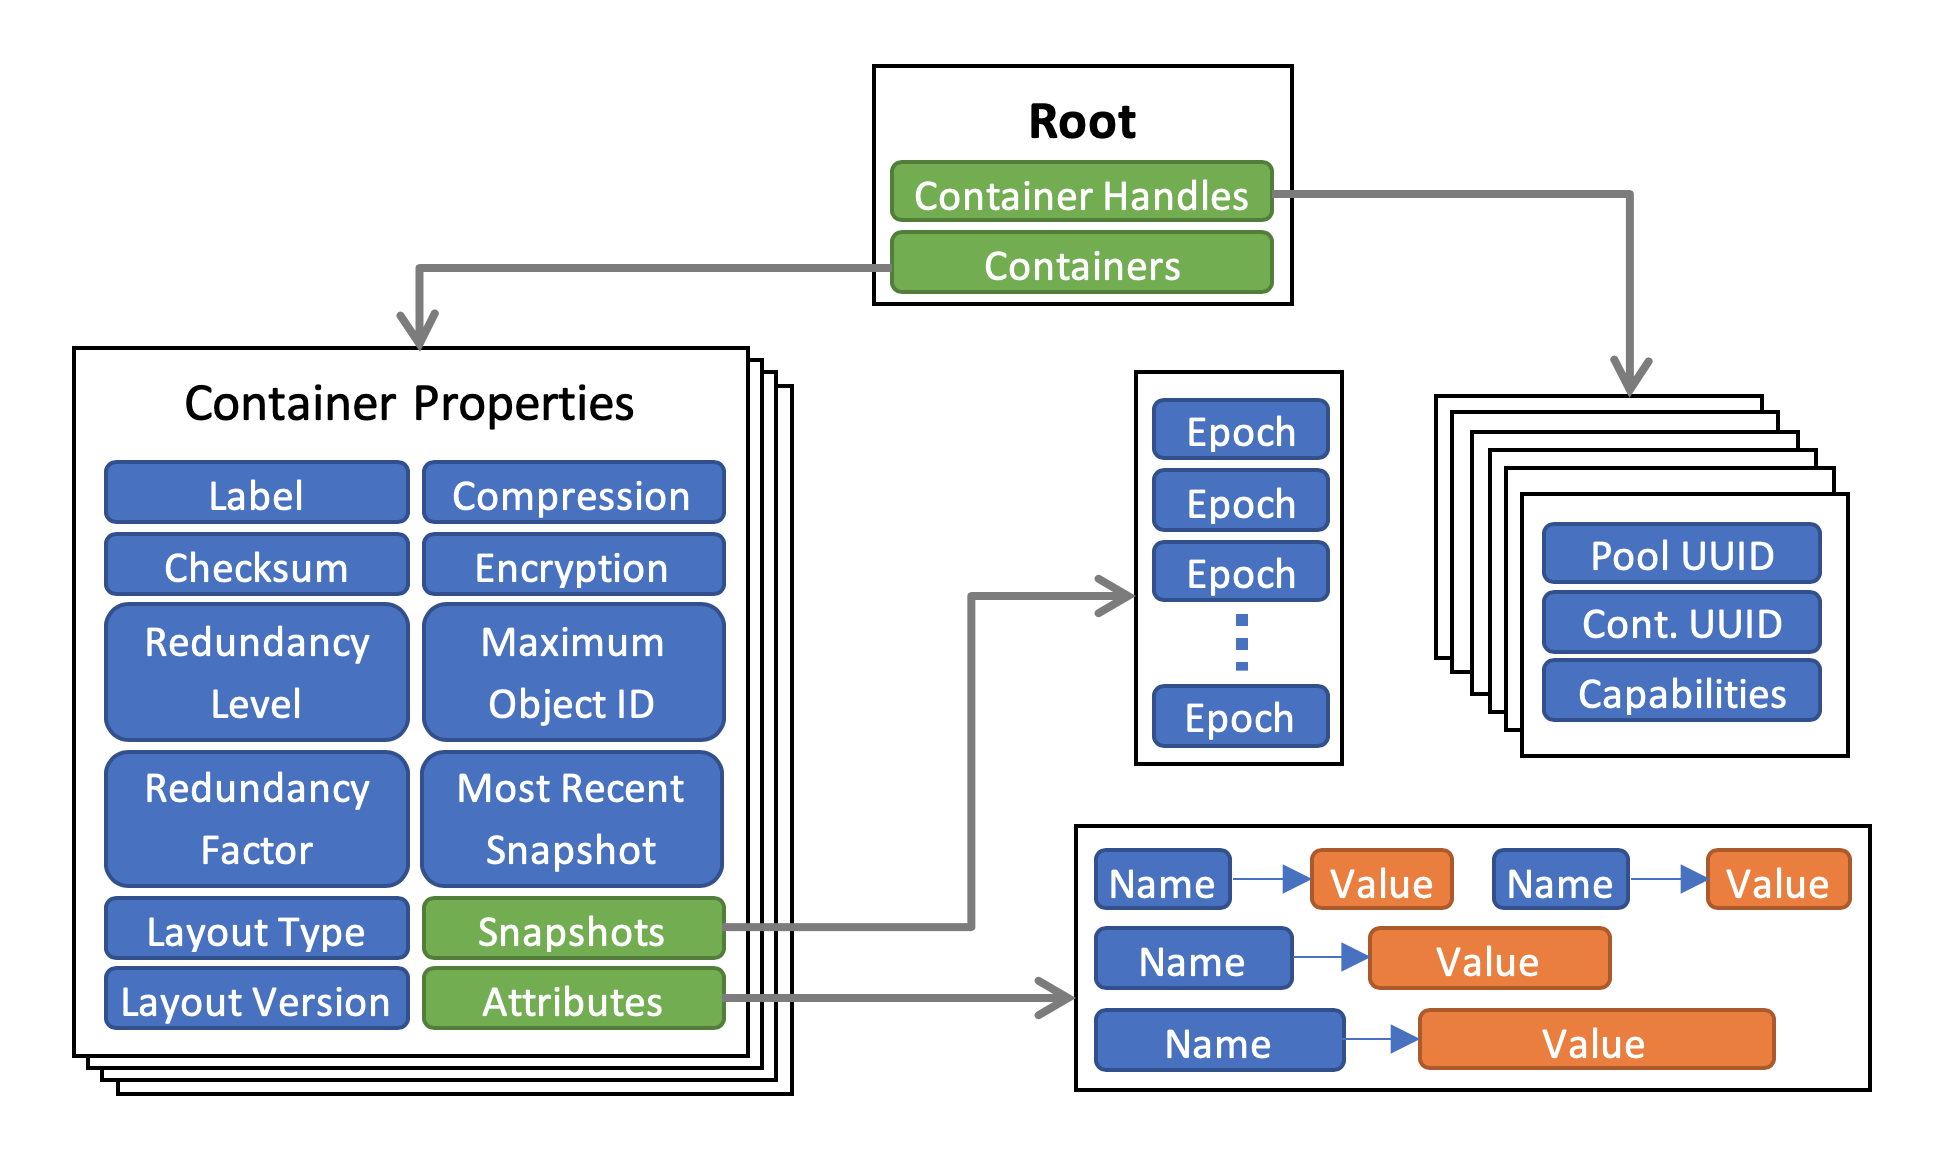 Root
Container Handles
Containers
Container Properties
Label
Compression
Checksum
Encryption
Redundancy
Level
Maximum
Object ID
Redundancy
Factor
Most Recent
Snapshot
Layout Type
Snapshots
Layout Version
Attributes
Epoch
Epoch
Epoch
Epoch
Pool UUID
Cont. UUID
Capabilities
Name
Value
Name
Value
Name
Value
Name
Value